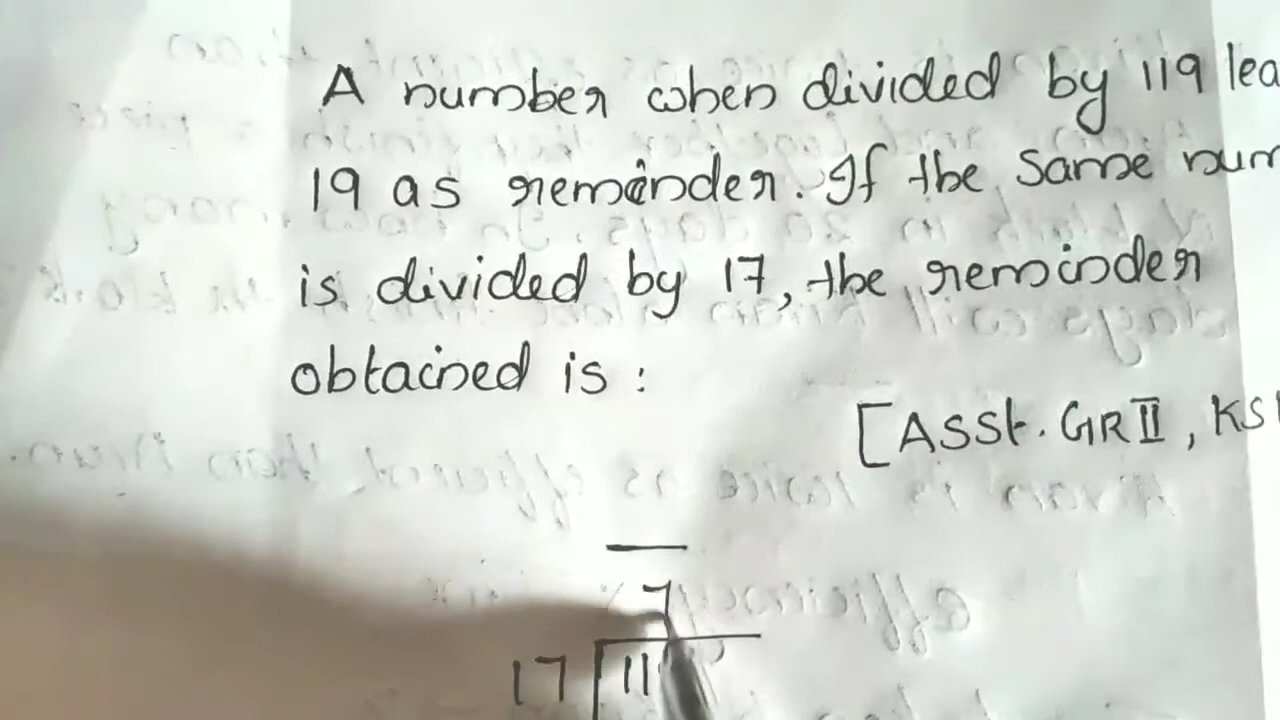 A number when divided by 119 lea
19 as remainder. If the same num
is divided by 17, the reminder
obtained is :
[Asst. GR II, KS
7
17 11